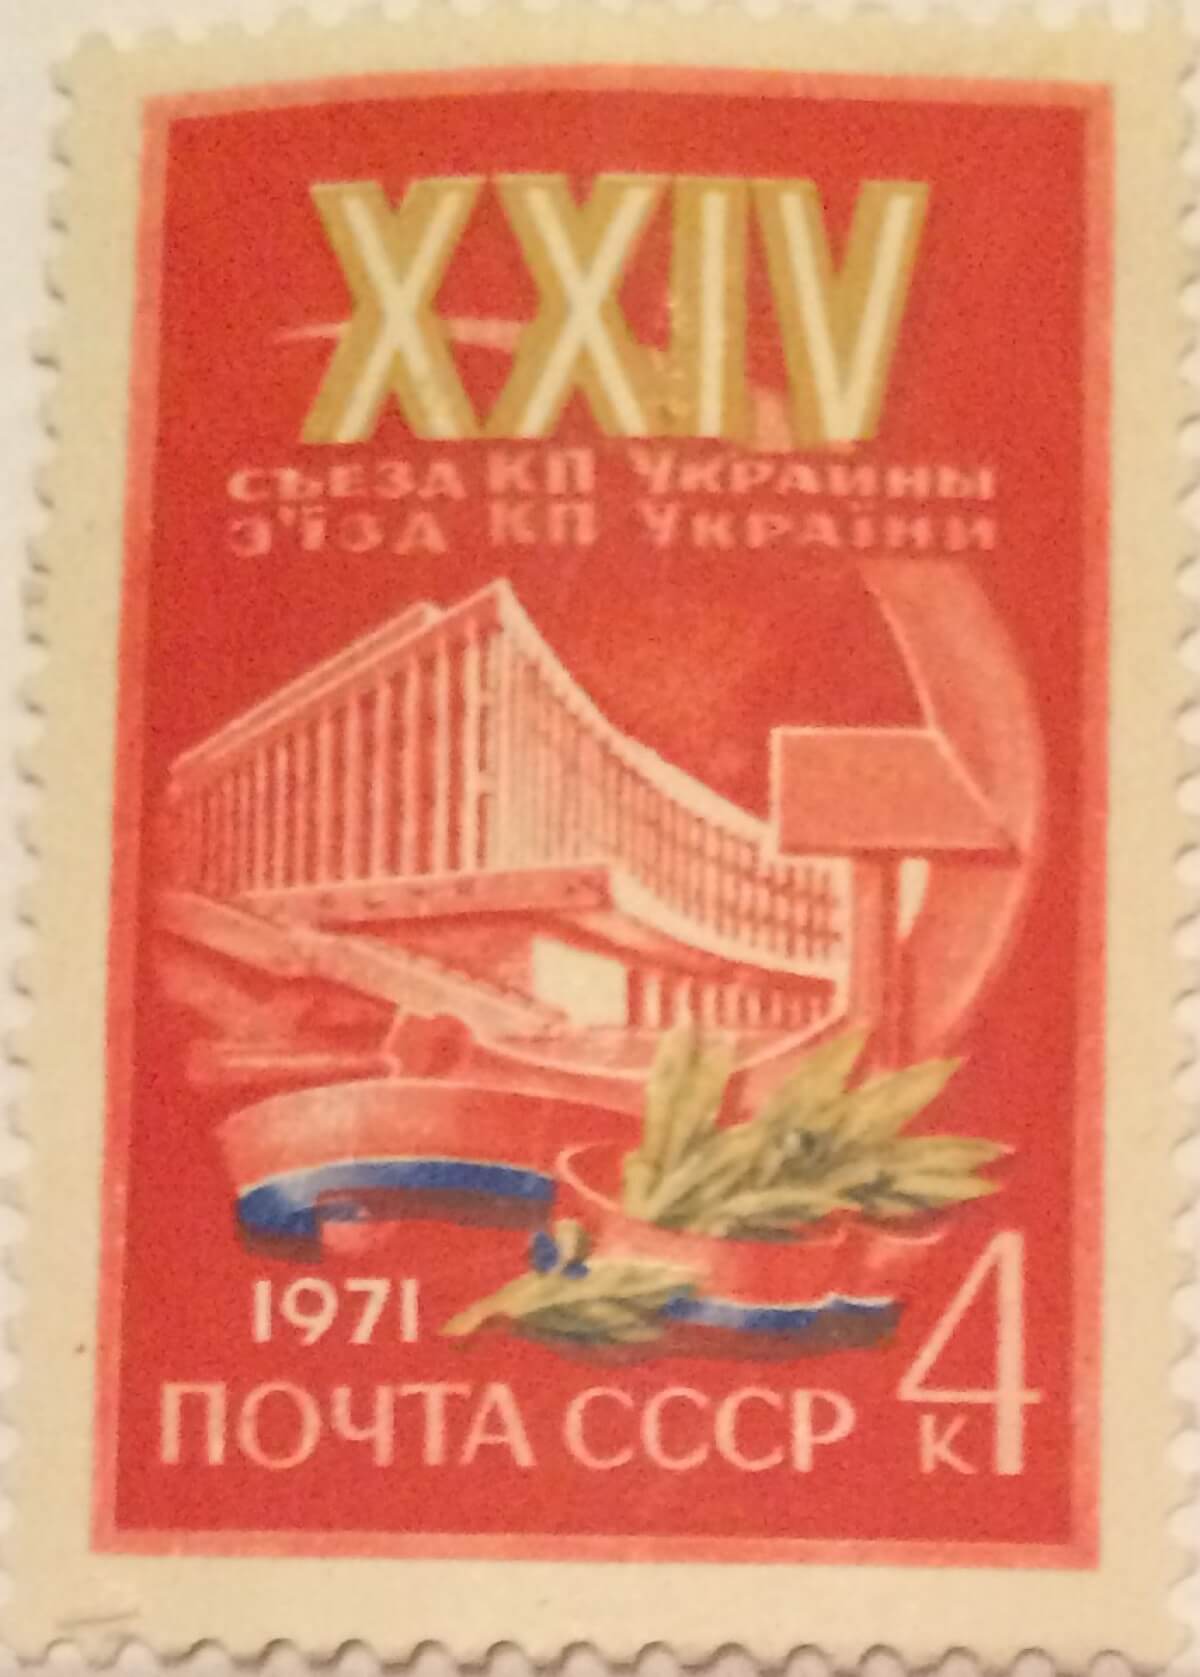 XXIV
СЪЕЗД КП УКРАИНЫ
З'ЇЗД КП УКРАЇНИ
1971
ПОЧТА СССР 4 К